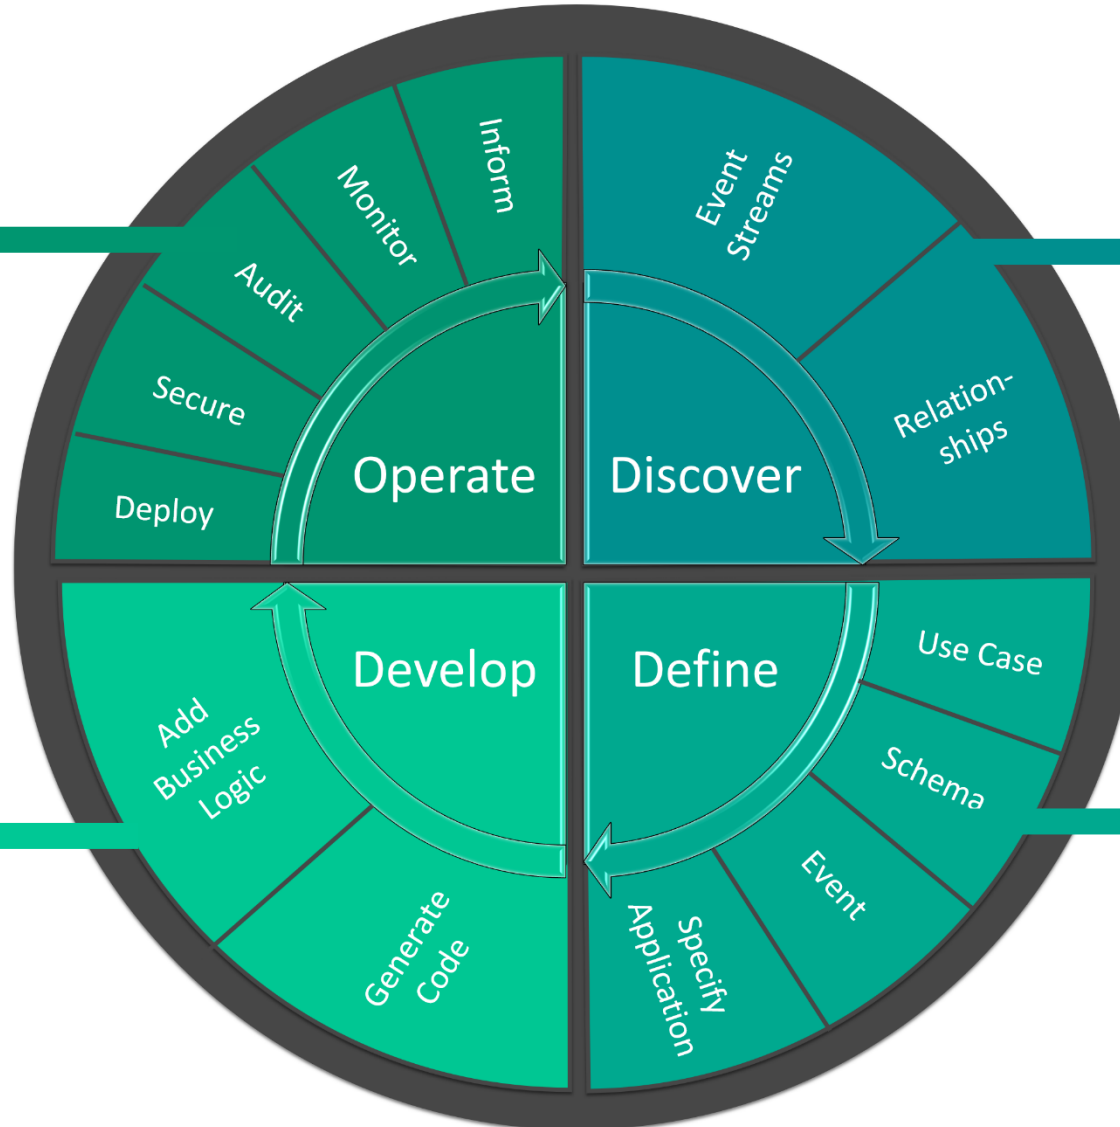 Inform
Monitor
Audit
Secure
Deploy
Operate
Event
Streams
Relation-
ships
Discover
Use Case
Schema
Event
Specify
Application
Define
Generate
Code
Add
Business
Logic
Develop